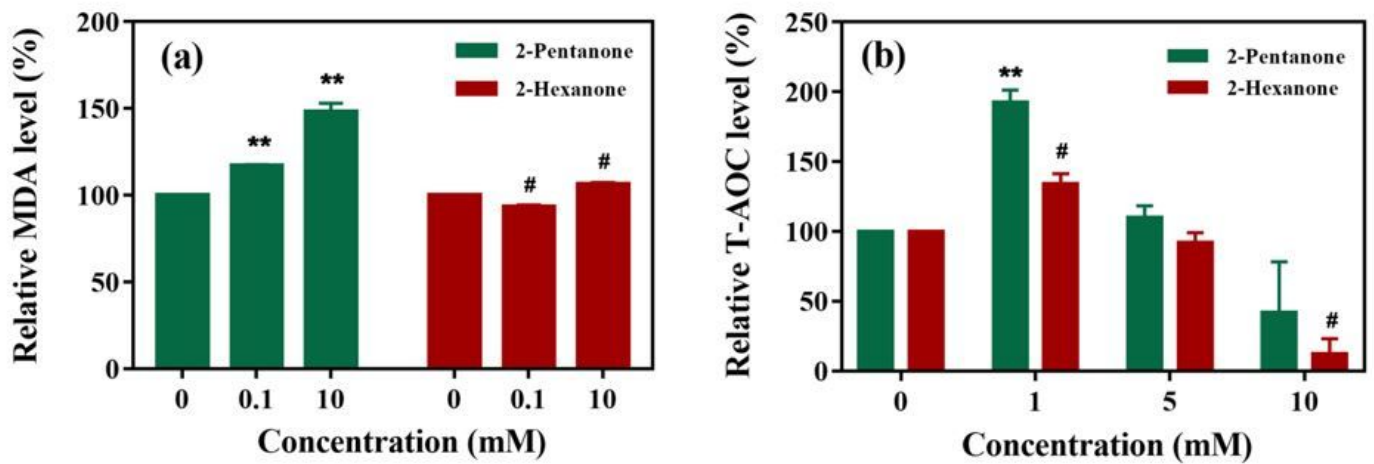 (a)
2-Pentanone
2-Hexanone
Relative MDA level (%)
200
150
100
50
0
**
**
#
#
0 0.1 10 0 0.1 10
Concentration (mM)
(b)
2-Pentanone
2-Hexanone
Relative T-AOC level (%)
250
200
150
100
50
0
**
#
#
0 1 5 10
Concentration (mM)